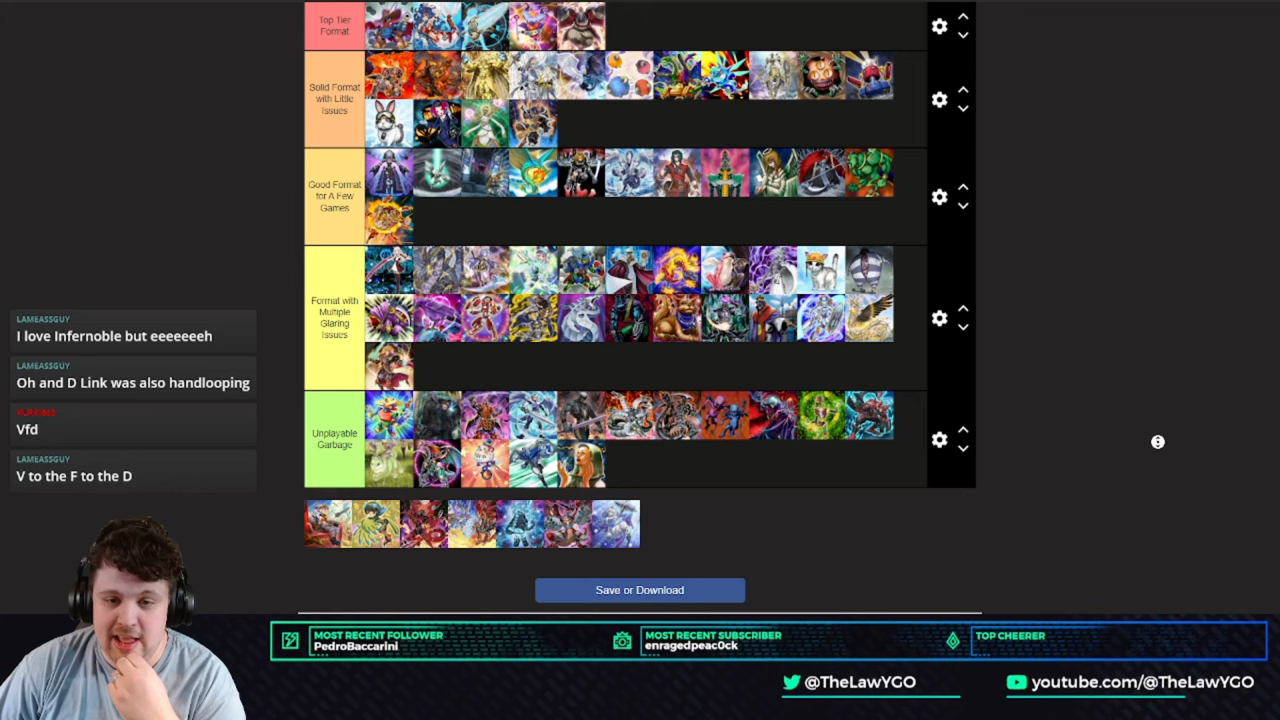 Top Tier
Format
Solid Format
with Little
Issues
Good Format
for A Few
Games
Format with
Multiple
Glaring
Issues
Unplayable
Garbage
LAMEASSGUY
I love Infernoble but eeeeeeeh
LAMEASSGUY
Oh and D Link was also handlooping
Vfd
LAMEASSGUY
V to the F to the D
Save or Download
MOST RECENT FOLLOWER
PedroBaccarini
MOST RECENT SUBSCRIBER
enragedpeac0ck
TOP CHEERER
@TheLawYGO
youtube.com/@TheLawYGO